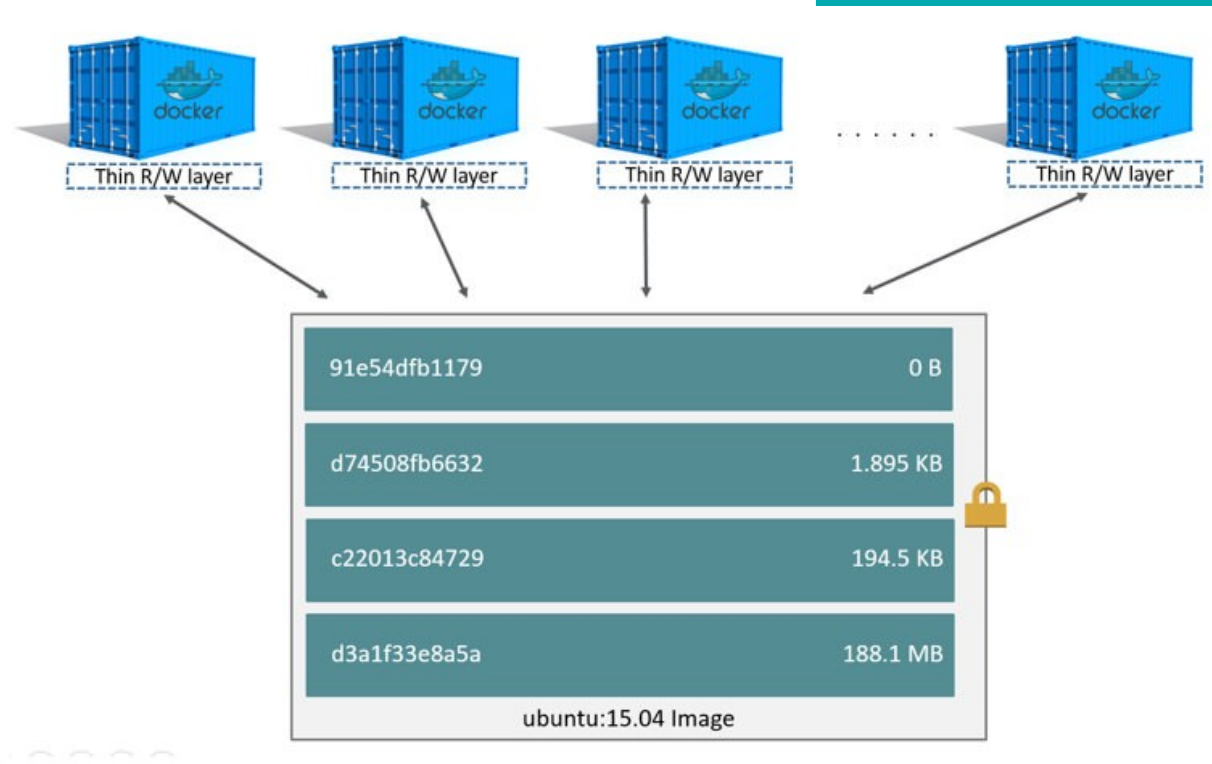 docker docker docker docker
Thin R/W layer Thin R/W layer Thin R/W layer ...... Thin R/W layer
91e54dfb1179 0 B
d74508fb6632 1.895 KB
c22013c84729 194.5 KB
d3a1f33e8a5a 188.1 MB
ubuntu:15.04 Image